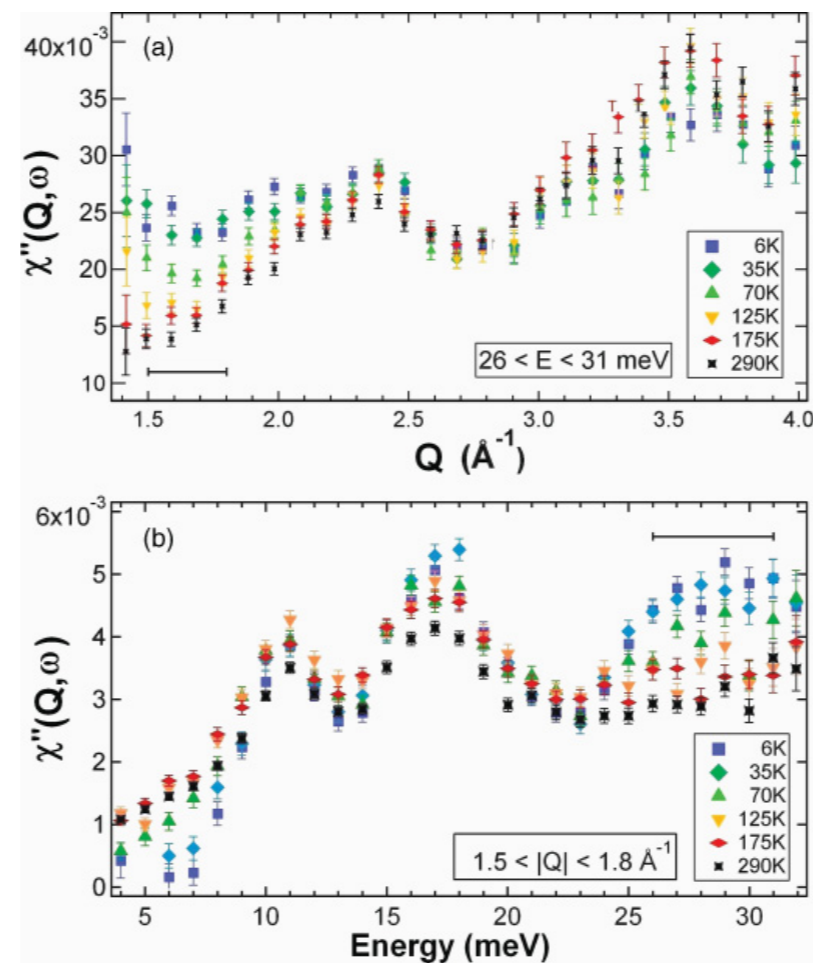 40x10⁻³
(a)
35
30
25
20
5
10
χ"(Q,ω)
6K
35K
70K
125K
175K
290K
26 < E < 31 meV
1.5 2.0 2.5 3.0 3.5 4.0
Q (Å⁻¹)
6x10⁻³
(b)
5
4
3
2
1
0
χ"(Q,ω)
6K
35K
70K
125K
175K
290K
1.5 < |Q| < 1.8 Å⁻¹
5 10 15 20 25 30
Energy (meV)